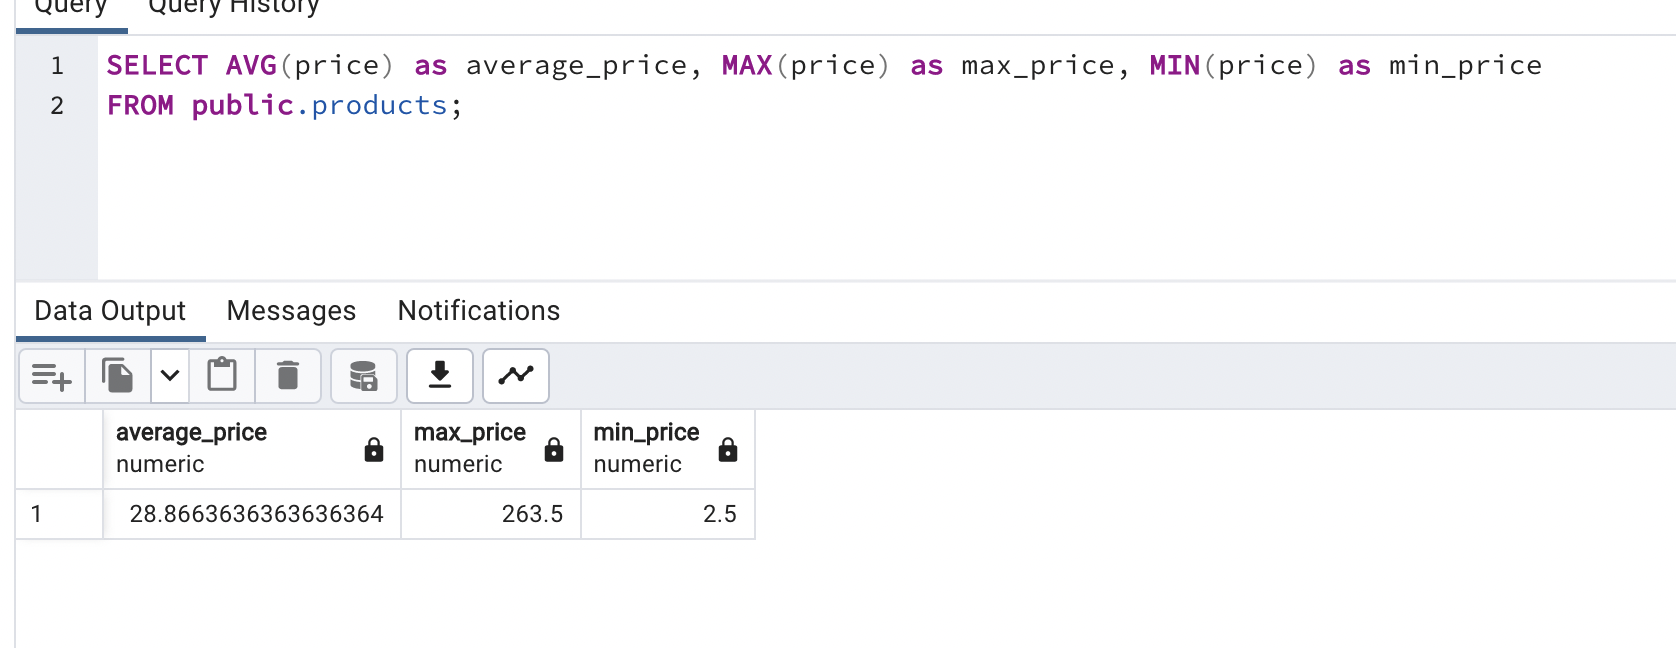 Query Query History
1 SELECT AVG(price) as average_price, MAX(price) as max_price, MIN(price) as min_price
2 FROM public.products;
Data Output Messages Notifications
average_price max_price min_price
numeric numeric numeric
1 28.8663636363636364 263.5 2.5